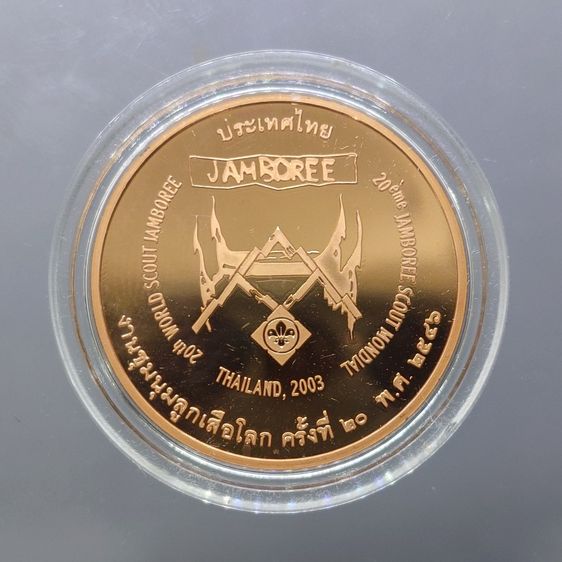 ประเทศไทย
JAMBOREE
20th WORLD SCOUT JAMBOREE
20ème JAMBOREE SCOUT MONDIAL
THAILAND, 2003
งานชุมนุมลูกเสือโลก ครั้งที่ ๒๐ พ.ศ ๒๕๔๖